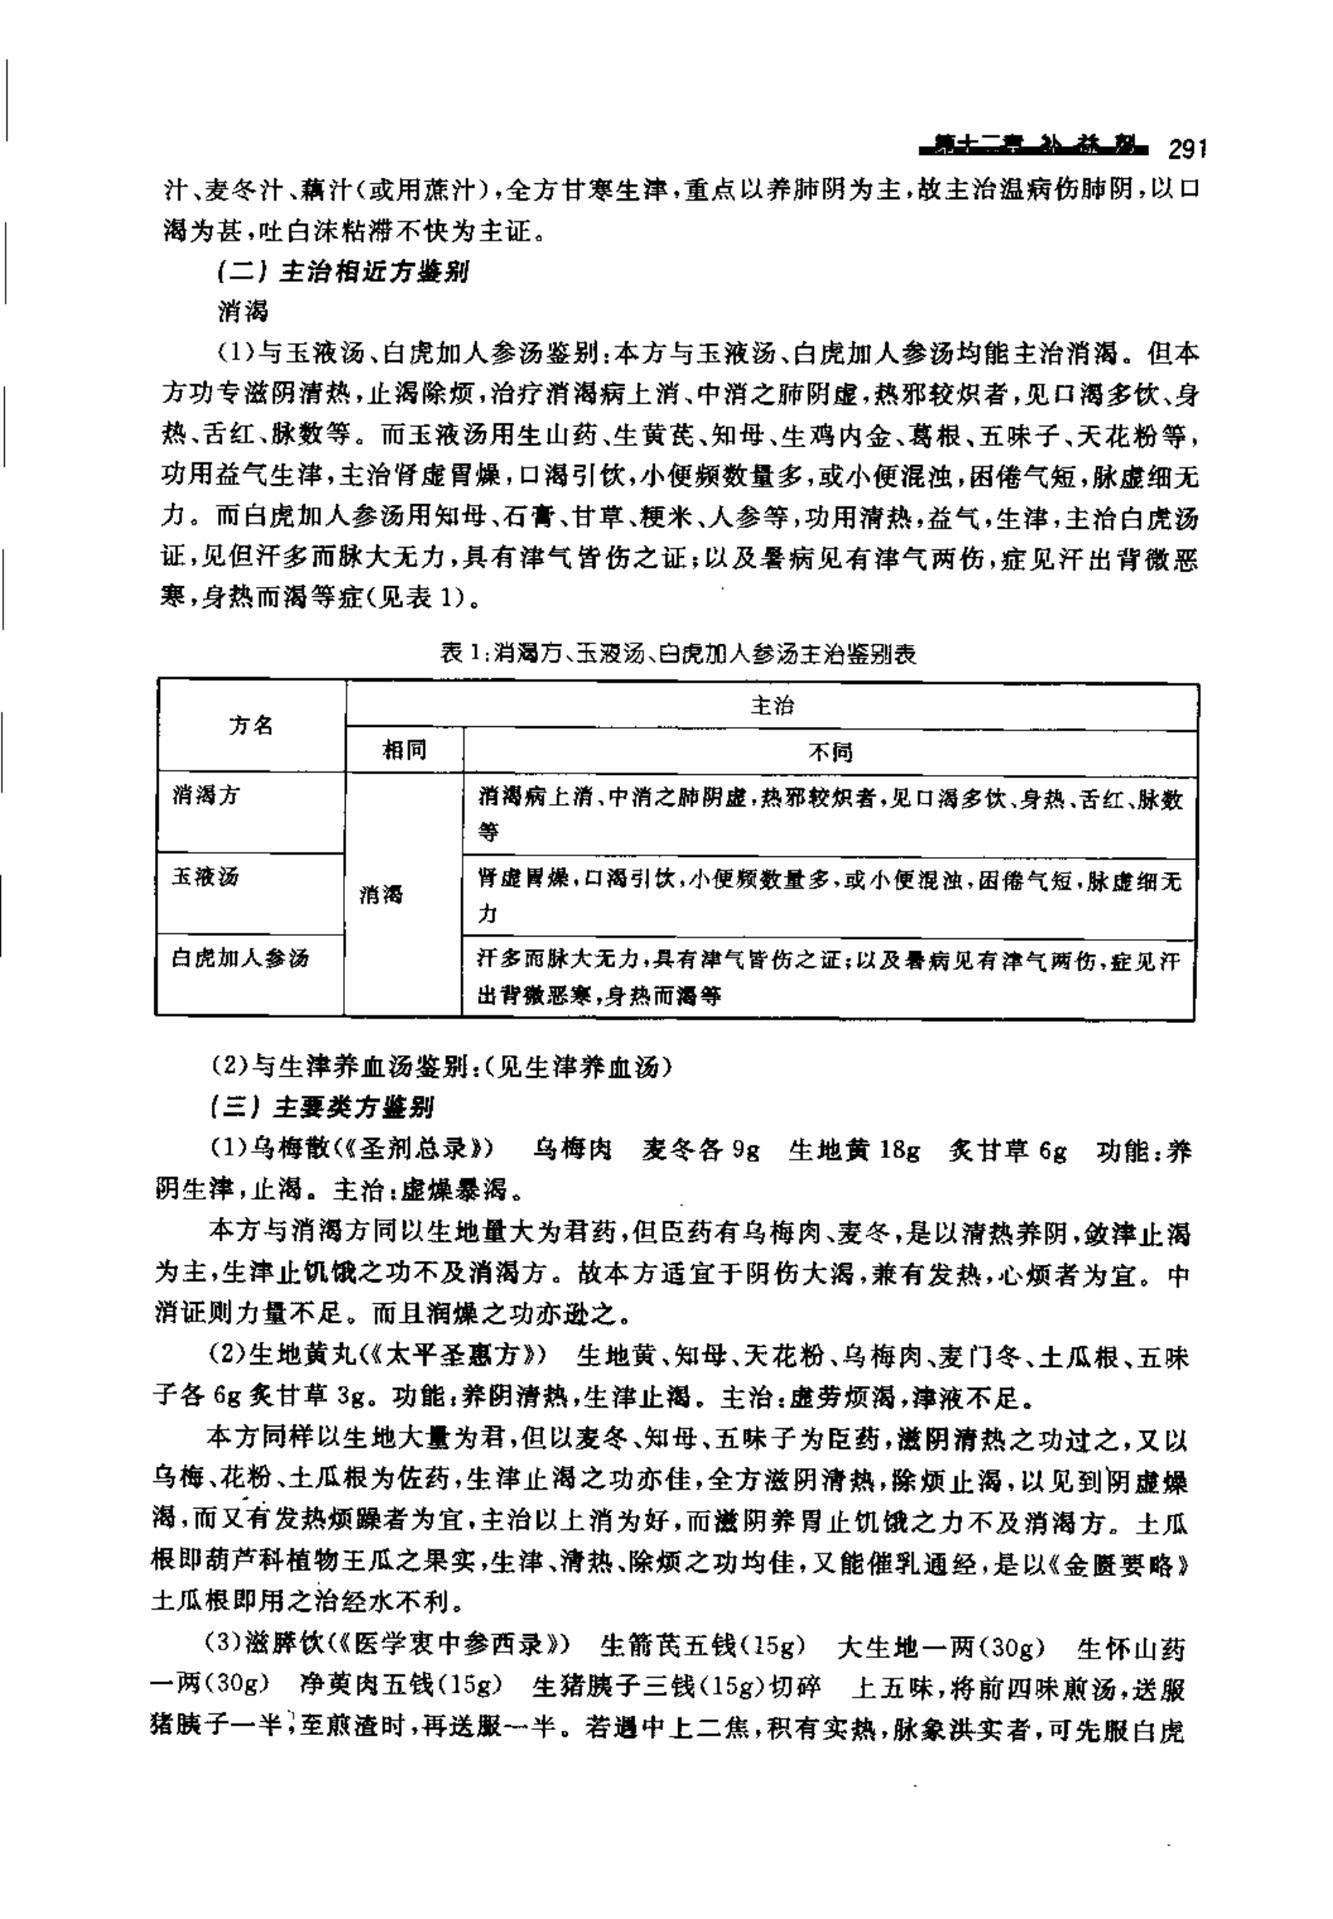 第十二章 补益剂 291
汁、麦冬汁、藕汁(或用蔗汁),全方甘寒生津,重点以养肺阴为主,故主治温病伤肺阴,以口
渴为甚,吐白沫粘滞不快为主证。
(二) 主治相近方鉴别
消渴
(1)与玉液汤、白虎加人参汤鉴别:本方与玉液汤、白虎加人参汤均能主治消渴。但本
方功专滋阴清热,止渴除烦,治疗消渴病上消、中消之肺阴虚,热邪较炽者,见口渴多饮、身
热、舌红、脉数等。而玉液汤用生山药、生黄芪、知母、生鸡内金、葛根、五味子、天花粉等,
功用益气生津,主治肾虚胃燥,口渴引饮,小便频数量多,或小便混浊,困倦气短,脉虚细无
力。而白虎加人参汤用知母、石膏、甘草、粳米、人参等,功用清热,益气,生津,主治白虎汤
证,见但汗多而脉大无力,具有津气皆伤之证;以及暑病见有津气两伤,症见汗出背微恶
寒,身热而渴等症(见表 1)。
表 1:消渴方、玉液汤、白虎加人参汤主治鉴别表
方名
主治
相同
不同
消渴方
消渴病上消、中消之肺阴虚,热邪较炽者,见口渴多饮、身热、舌红、脉数
等
玉液汤
消渴
肾虚胃燥,口渴引饮,小便频数量多,或小便混浊,困倦气短,脉虚细无
力
白虎加人参汤
汗多而脉大无力,具有津气皆伤之证;以及暑病见有津气两伤,症见汗
出背微恶寒,身热而渴等
(2)与生津养血汤鉴别:(见生津养血汤)
(三) 主要类方鉴别
(1)乌梅散(《圣剂总录》) 乌梅肉 麦冬各 9g 生地黄 18g 炙甘草 6g 功能:养
阴生津,止渴。主治:虚燥暴渴。
本方与消渴方同以生地量大为君药,但臣药有乌梅肉、麦冬,是以清热养阴,敛津止渴
为主,生津止饥饿之功不及消渴方。故本方适宜于阴伤大渴,兼有发热,心烦者为宜。中
消证则力量不足。而且润燥之功亦逊之。
(2)生地黄丸(《太平圣惠方》) 生地黄、知母、天花粉、乌梅肉、麦门冬、土瓜根、五味
子各 6g 炙甘草 3g。功能:养阴清热,生津止渴。主治:虚劳烦渴,津液不足。
本方同样以生地大量为君,但以麦冬、知母、五味子为臣药,滋阴清热之功过之,又以
乌梅、花粉、土瓜根为佐药,生津止渴之功亦佳,全方滋阴清热,除烦止渴,以见到阴虚燥
渴,而又有发热烦躁者为宜,主治以上消为好,而滋阴养胃止饥饿之力不及消渴方。土瓜
根即葫芦科植物王瓜之果实,生津、清热、除烦之功均佳,又能催乳通经,是以《金匮要略》
土瓜根即用之治经水不利。
(3)滋膵饮(《医学衷中参西录》) 生箭芪五钱(15g) 大生地一两(30g) 生怀山药
一两(30g) 净萸肉五钱(15g) 生猪胰子三钱(15g)切碎 上五味,将前四味煎汤,送服
猪胰子一半,至煎渣时,再送服一半。若遇中上二焦,积有实热,脉象洪实者,可先服白虎